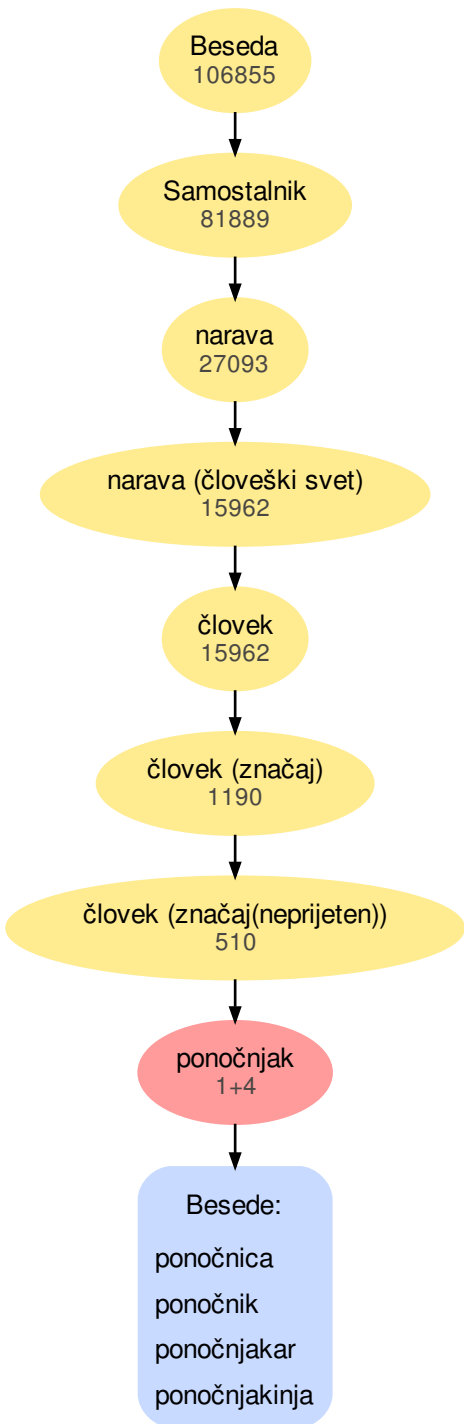 Beseda
106855
Samostalnik
81889
narava
27093
narava (človeški svet)
15962
človek
15962
človek (značaj)
1190
človek (značaj(neprijeten))
510
ponočnjak
1+4
Besede:
ponočnica
ponočnik
ponočnjakar
ponočnjakinja